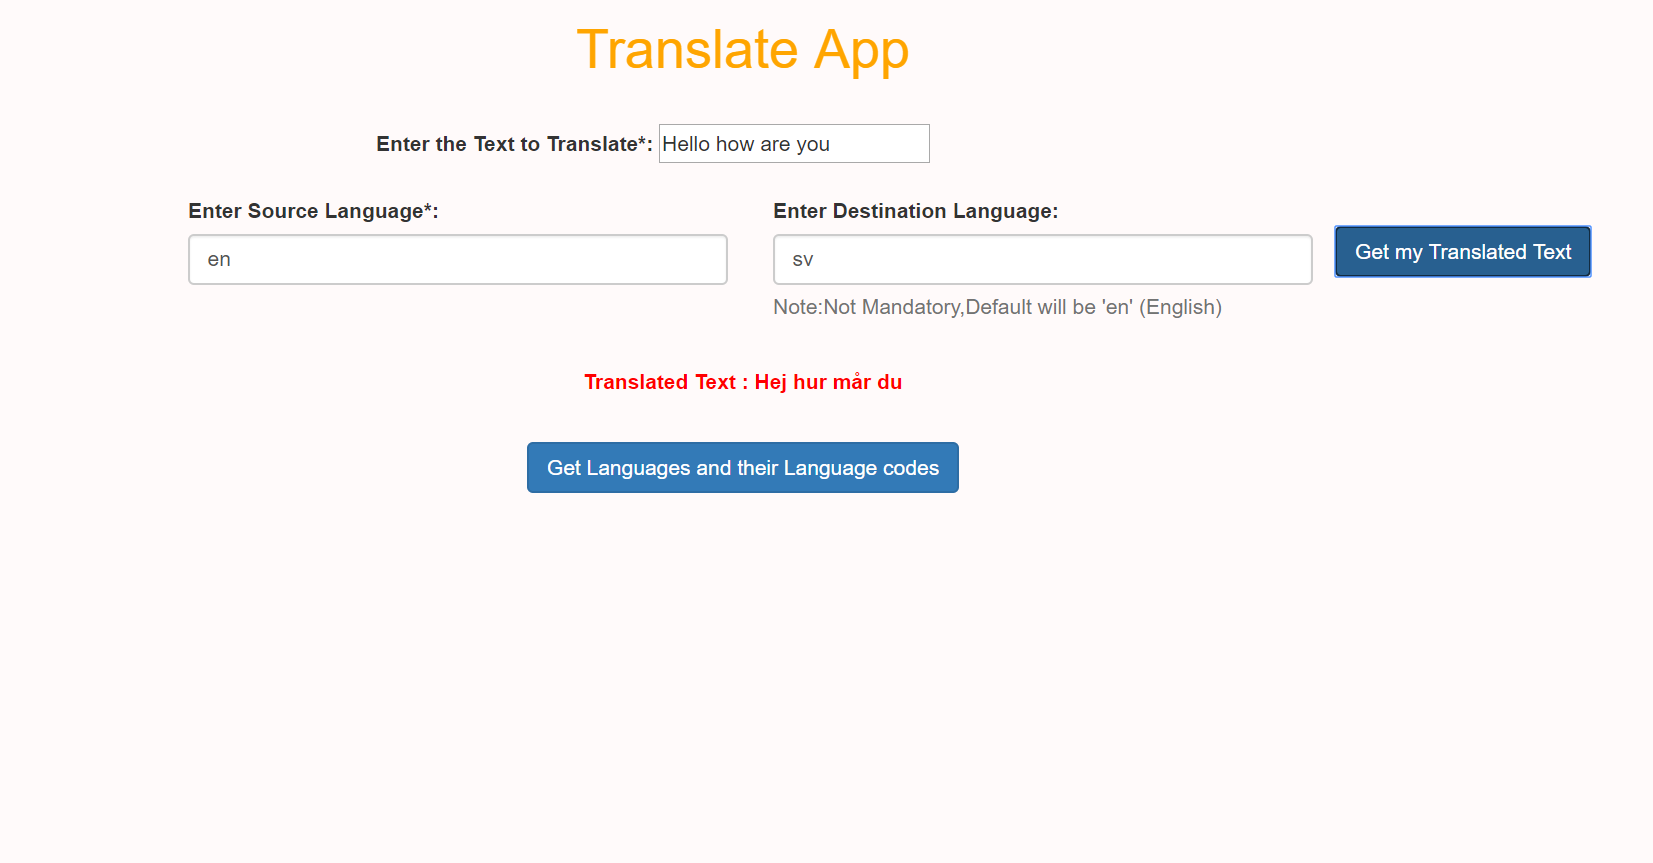 Translate App
Enter the Text to Translate*: Hello how are you
Enter Source Language*:
en
Enter Destination Language:
sv
Note:Not Mandatory,Default will be 'en' (English)
Get my Translated Text
Translated Text : Hej hur mår du
Get Languages and their Language codes